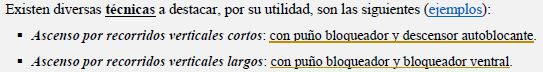 Existen diversas técnicas a destacar, por su utilidad, son las siguientes (ejemplos):
▪ Ascenso por recorridos verticales cortos: con puño bloqueador y descensor autoblocante.
▪ Ascenso por recorridos verticales largos: con puño bloqueador y bloqueador ventral.